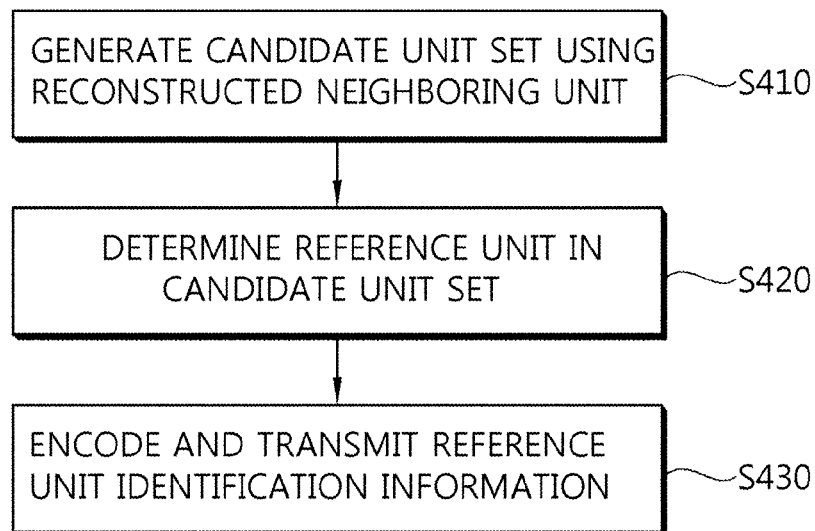 GENERATE CANDIDATE UNIT SET USING
RECONSTRUCTED NEIGHBORING UNIT
S410
DETERMINE REFERENCE UNIT IN
CANDIDATE UNIT SET
S420
ENCODE AND TRANSMIT REFERENCE
UNIT IDENTIFICATION INFORMATION
S430